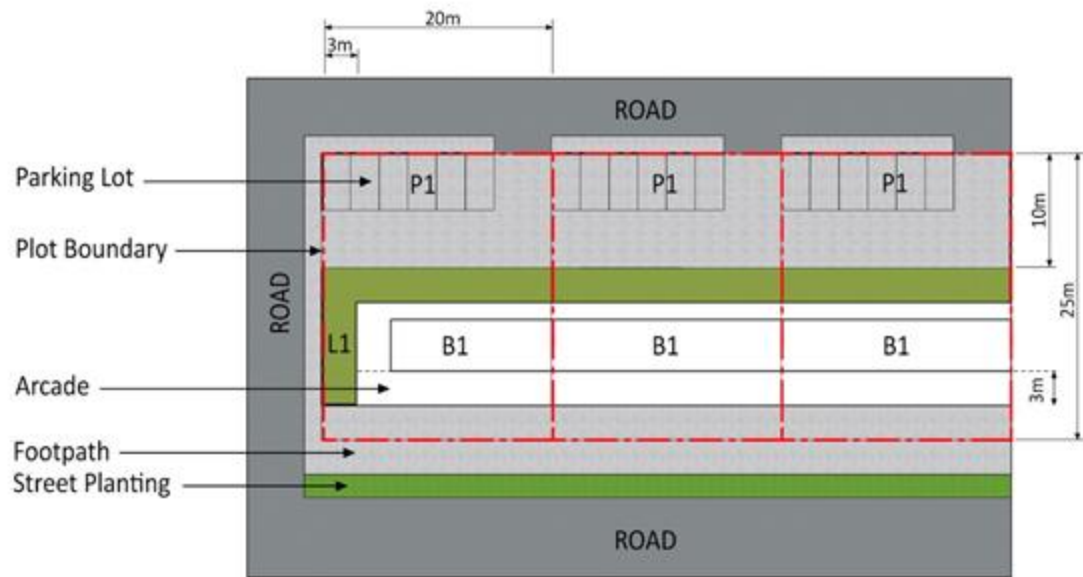 20m
3m
ROAD
Parking Lot
P1 P1 P1
10m
Plot Boundary
ROAD
25m
L1 B1 B1 B1
Arcade
3m
Footpath
Street Planting
ROAD